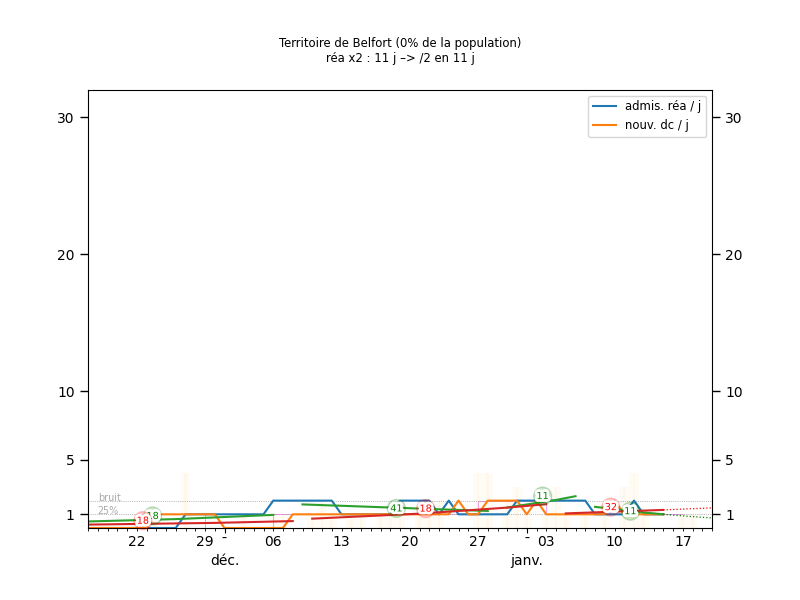 Territoire de Belfort (0% de la population)
réa x2 : 11 j –> /2 en 11 j
admis. réa / j
nouv. dc / j
30 30
20 20
10 10
5 5
bruit
25%
1 1
18 18 41 18 11 32 11
22 29 06 13 20 27 03 10 17
déc. janv.